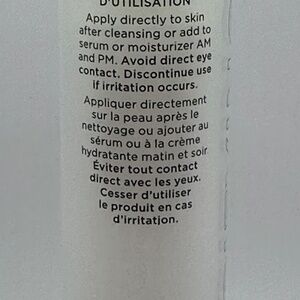 D'UTILISATION
Apply directly to skin
after cleansing or add to
serum or moisturizer AM
and PM. Avoid direct eye
contact. Discontinue use
if irritation occurs.
Appliquer directement
sur la peau après le
nettoyage ou ajouter au
sérum ou à la crème
hydratante matin et soir.
Éviter tout contact
direct avec les yeux.
Cesser d'utiliser
le produit en cas
d'irritation.